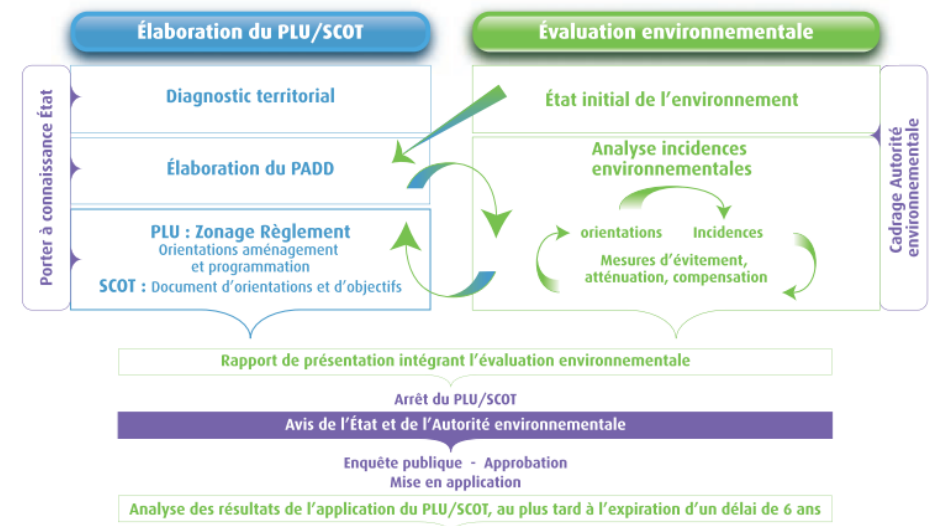 Élaboration du PLU/SCOT
Évaluation environnementale
Porter à connaissance État
Diagnostic territorial
État initial de l'environnement
Cadrage Autorité
environnementale
Élaboration du PADD
Analyse incidences
environnementales
PLU : Zonage Règlement
Orientations aménagement
et programmation
SCOT : Document d'orientations et d'objectifs
orientations
Incidences
Mesures d'évitement,
atténuation, compensation
Rapport de présentation intégrant l'évaluation environnementale
Arrêt du PLU/SCOT
Avis de l'État et de l'Autorité environnementale
Enquête publique - Approbation
Mise en application
Analyse des résultats de l'application du PLU/SCOT, au plus tard à l'expiration d'un délai de 6 ans